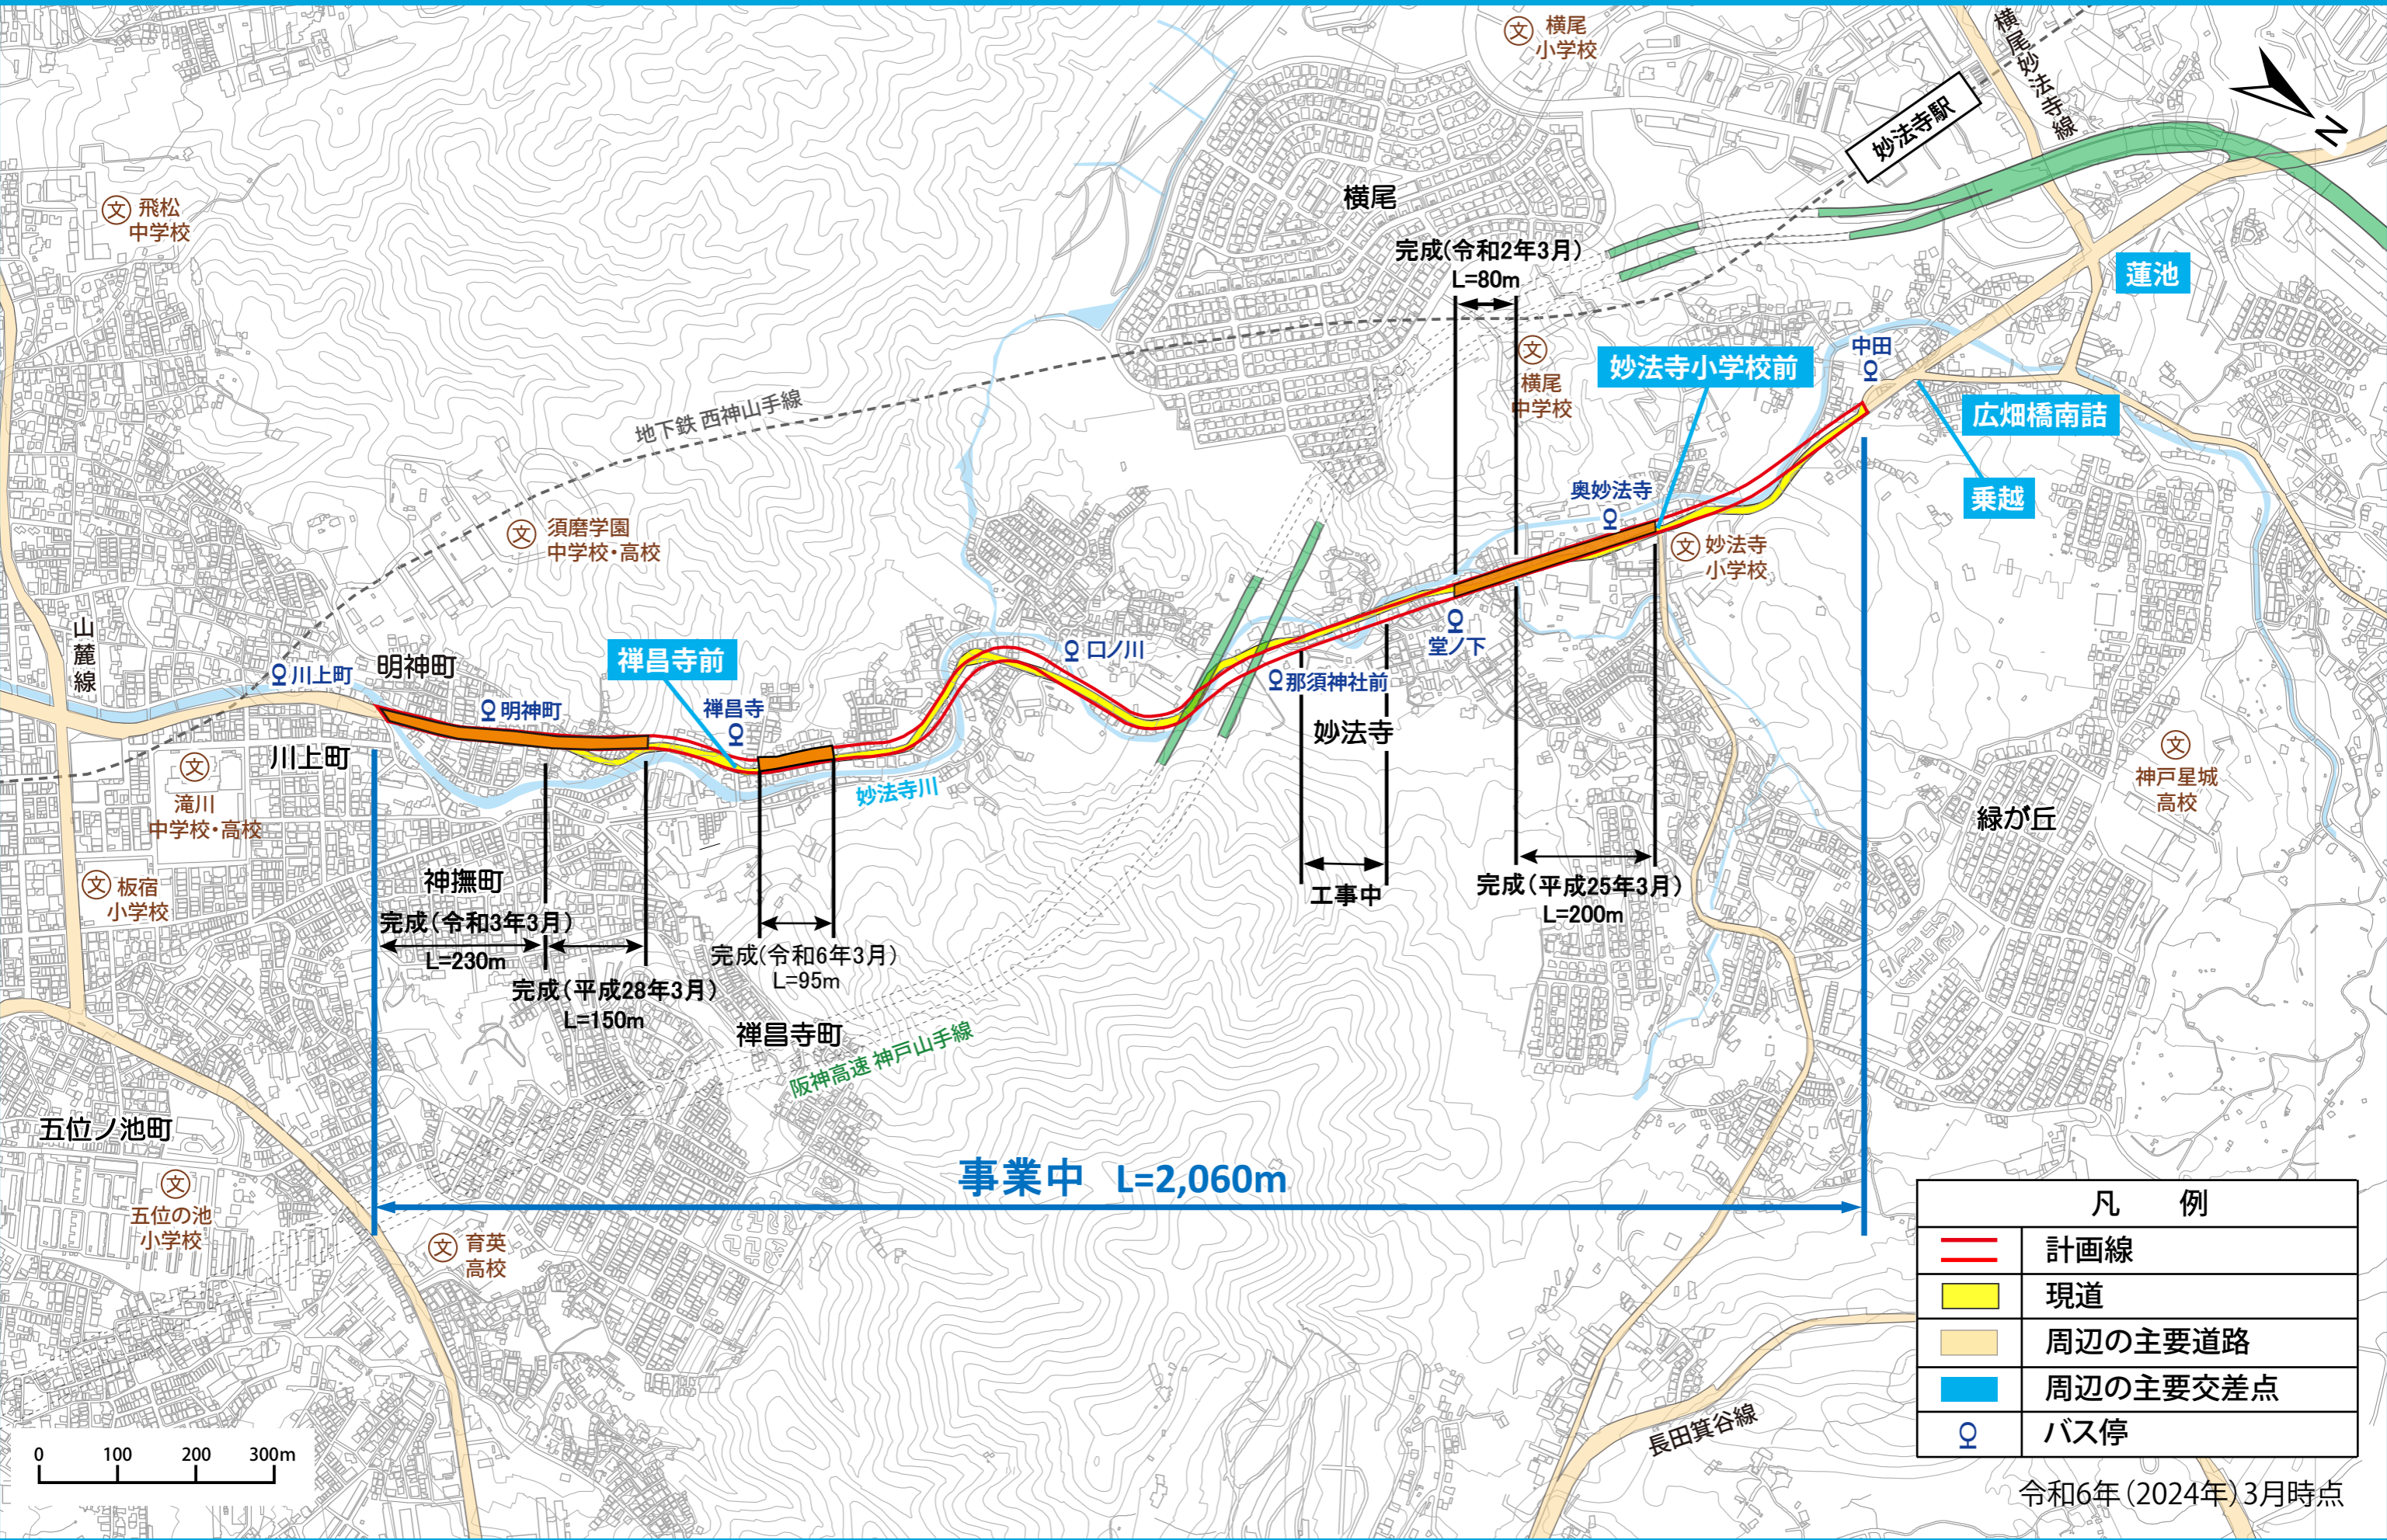 文 横尾
小学校
横尾妙法寺線
N
妙法寺駅
文 飛松
中学校
横尾
完成(令和2年3月)
L=80m
蓮池
文
横尾
中学校
妙法寺小学校前
中田
広畑橋南詰
地下鉄 西神山手線
乗越
奥妙法寺
文 須磨学園
中学校・高校
文 妙法寺
小学校
山麓線
川上町
明神町
禅昌寺前
口ノ川
堂ノ下
那須神社前
明神町
禅昌寺
妙法寺
川上町
文
滝川
中学校・高校
妙法寺川
文
神戸星城
高校
緑が丘
文 板宿
小学校
神撫町
完成(令和3年3月)
L=230m
完成(平成28年3月)
L=150m
完成(令和6年3月)
L=95m
工事中
完成(平成25年3月)
L=200m
禅昌寺町
阪神高速 神戸山手線
五位ノ池町
文
五位の池
小学校
事業中 L=2,060m
文 育英
高校
凡 例
計画線
現道
周辺の主要道路
周辺の主要交差点
バス停
長田箕谷線
0 100 200 300m
令和6年(2024年)3月時点